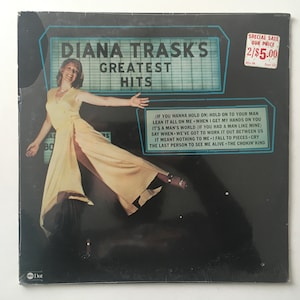 DIANA TRASK'S
GREATEST
HITS
SPECIAL SALE
OUR PRICE
2/$5.00
(IF YOU WANNA HOLD ON) HOLD ON TO YOUR MAN
LEAN IT ALL ON ME • WHEN I GET MY HANDS ON YOU
IT'S A MAN'S WORLD (IF YOU HAD A MAN LIKE MINE)
LAY WHEN • WE'VE GOT TO WORK IT OUT BETWEEN US
IT MEANT NOTHING TO ME • I FALL TO PIECES • CRY
THE LAST PERSON TO SEE ME ALIVE • THE CHOKIN' KIND
abc Dot